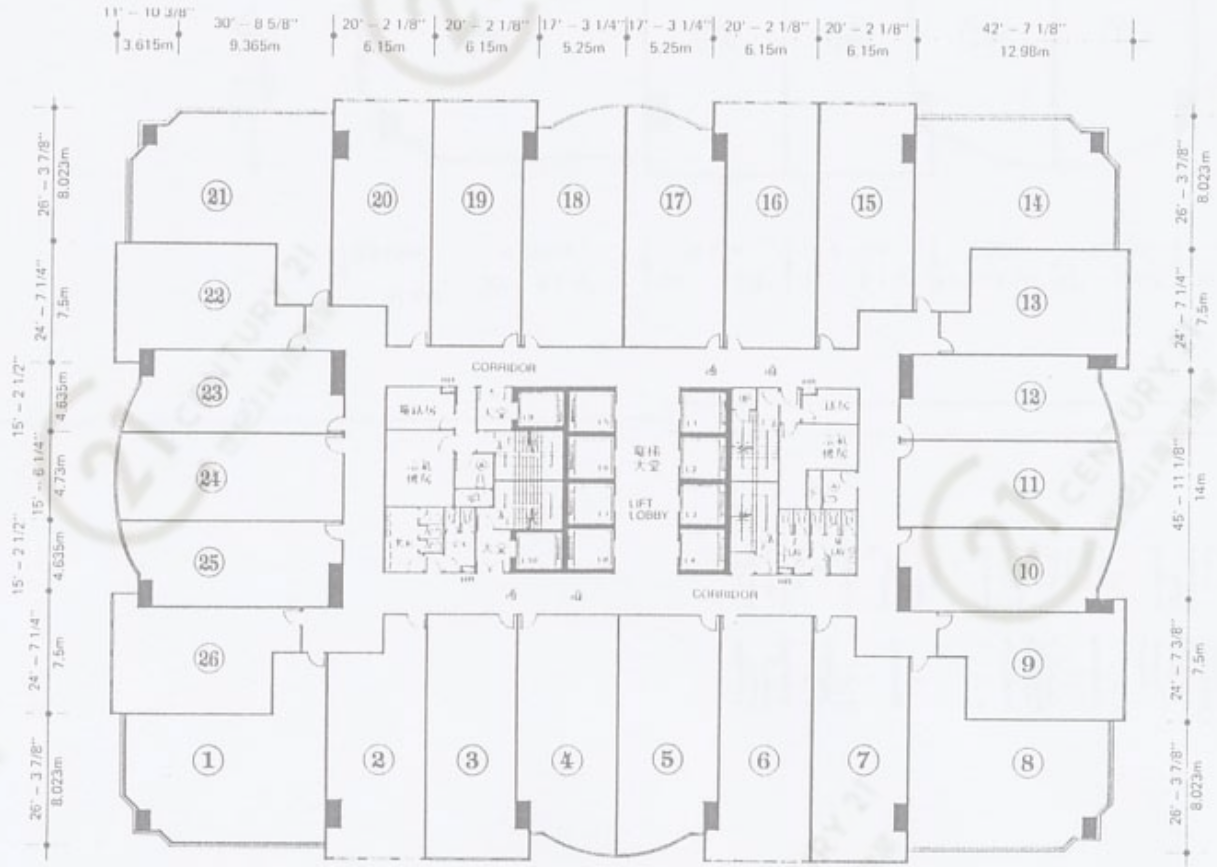 11' – 10 3/8" 30' – 8 5/8" 20' – 2 1/8" 20' – 2 1/8" 17' – 3 1/4" 17' – 3 1/4" 20' – 2 1/8" 20' – 2 1/8" 42' – 7 1/8"
3.615m 9.365m 6.15m 6.15m 5.25m 5.25m 6.15m 6.15m 12.98m
26' – 3 7/8"
8.023m
24' – 7 1/4"
7.5m
15' – 2 1/2"
4.635m
15' – 6 1/4"
4.73m
15' – 2 1/2"
4.635m
24' – 7 1/4"
7.5m
26' – 3 7/8"
8.023m
21 20 19 18 17 16 15 14
22 13
23 12
24 11
25 10
26 9
1 2 3 4 5 6 7 8
CORRIDOR
電梯
大堂
LIFT
LOBBY
大堂
CORRIDOR
26' – 3 7/8"
8.023m
24' – 7 1/4"
7.5m
45' – 11 1/8"
14m
24' – 7 3/8"
7.5m
26' – 3 7/8"
8.023m
21
CENTURY 21
21
CENTURY